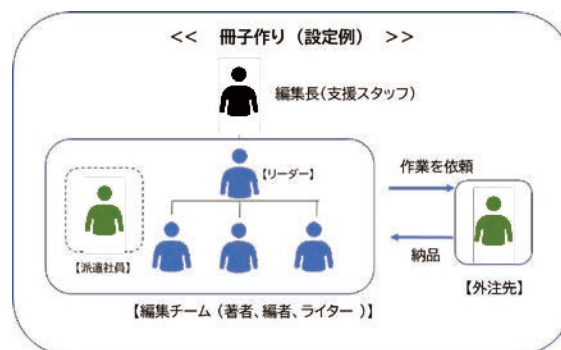 << 冊子作り（設定例） >>
編集長（支援スタッフ）
【リーダー】
作業を依頼
【派遣社員】
納品
【外注先】
【編集チーム（著者、編者、ライター ）】